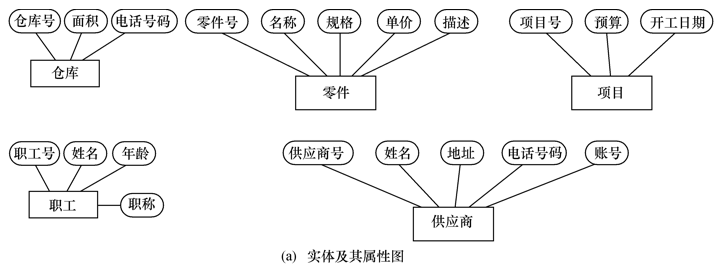 仓库号 面积 电话号码 零件号 名称 规格 单价 描述 项目号 预算 开工日期
仓库 零件 项目
职工号 姓名 年龄 供应商号 姓名 地址 电话号码 账号
职工 职称 供应商
(a) 实体及其属性图